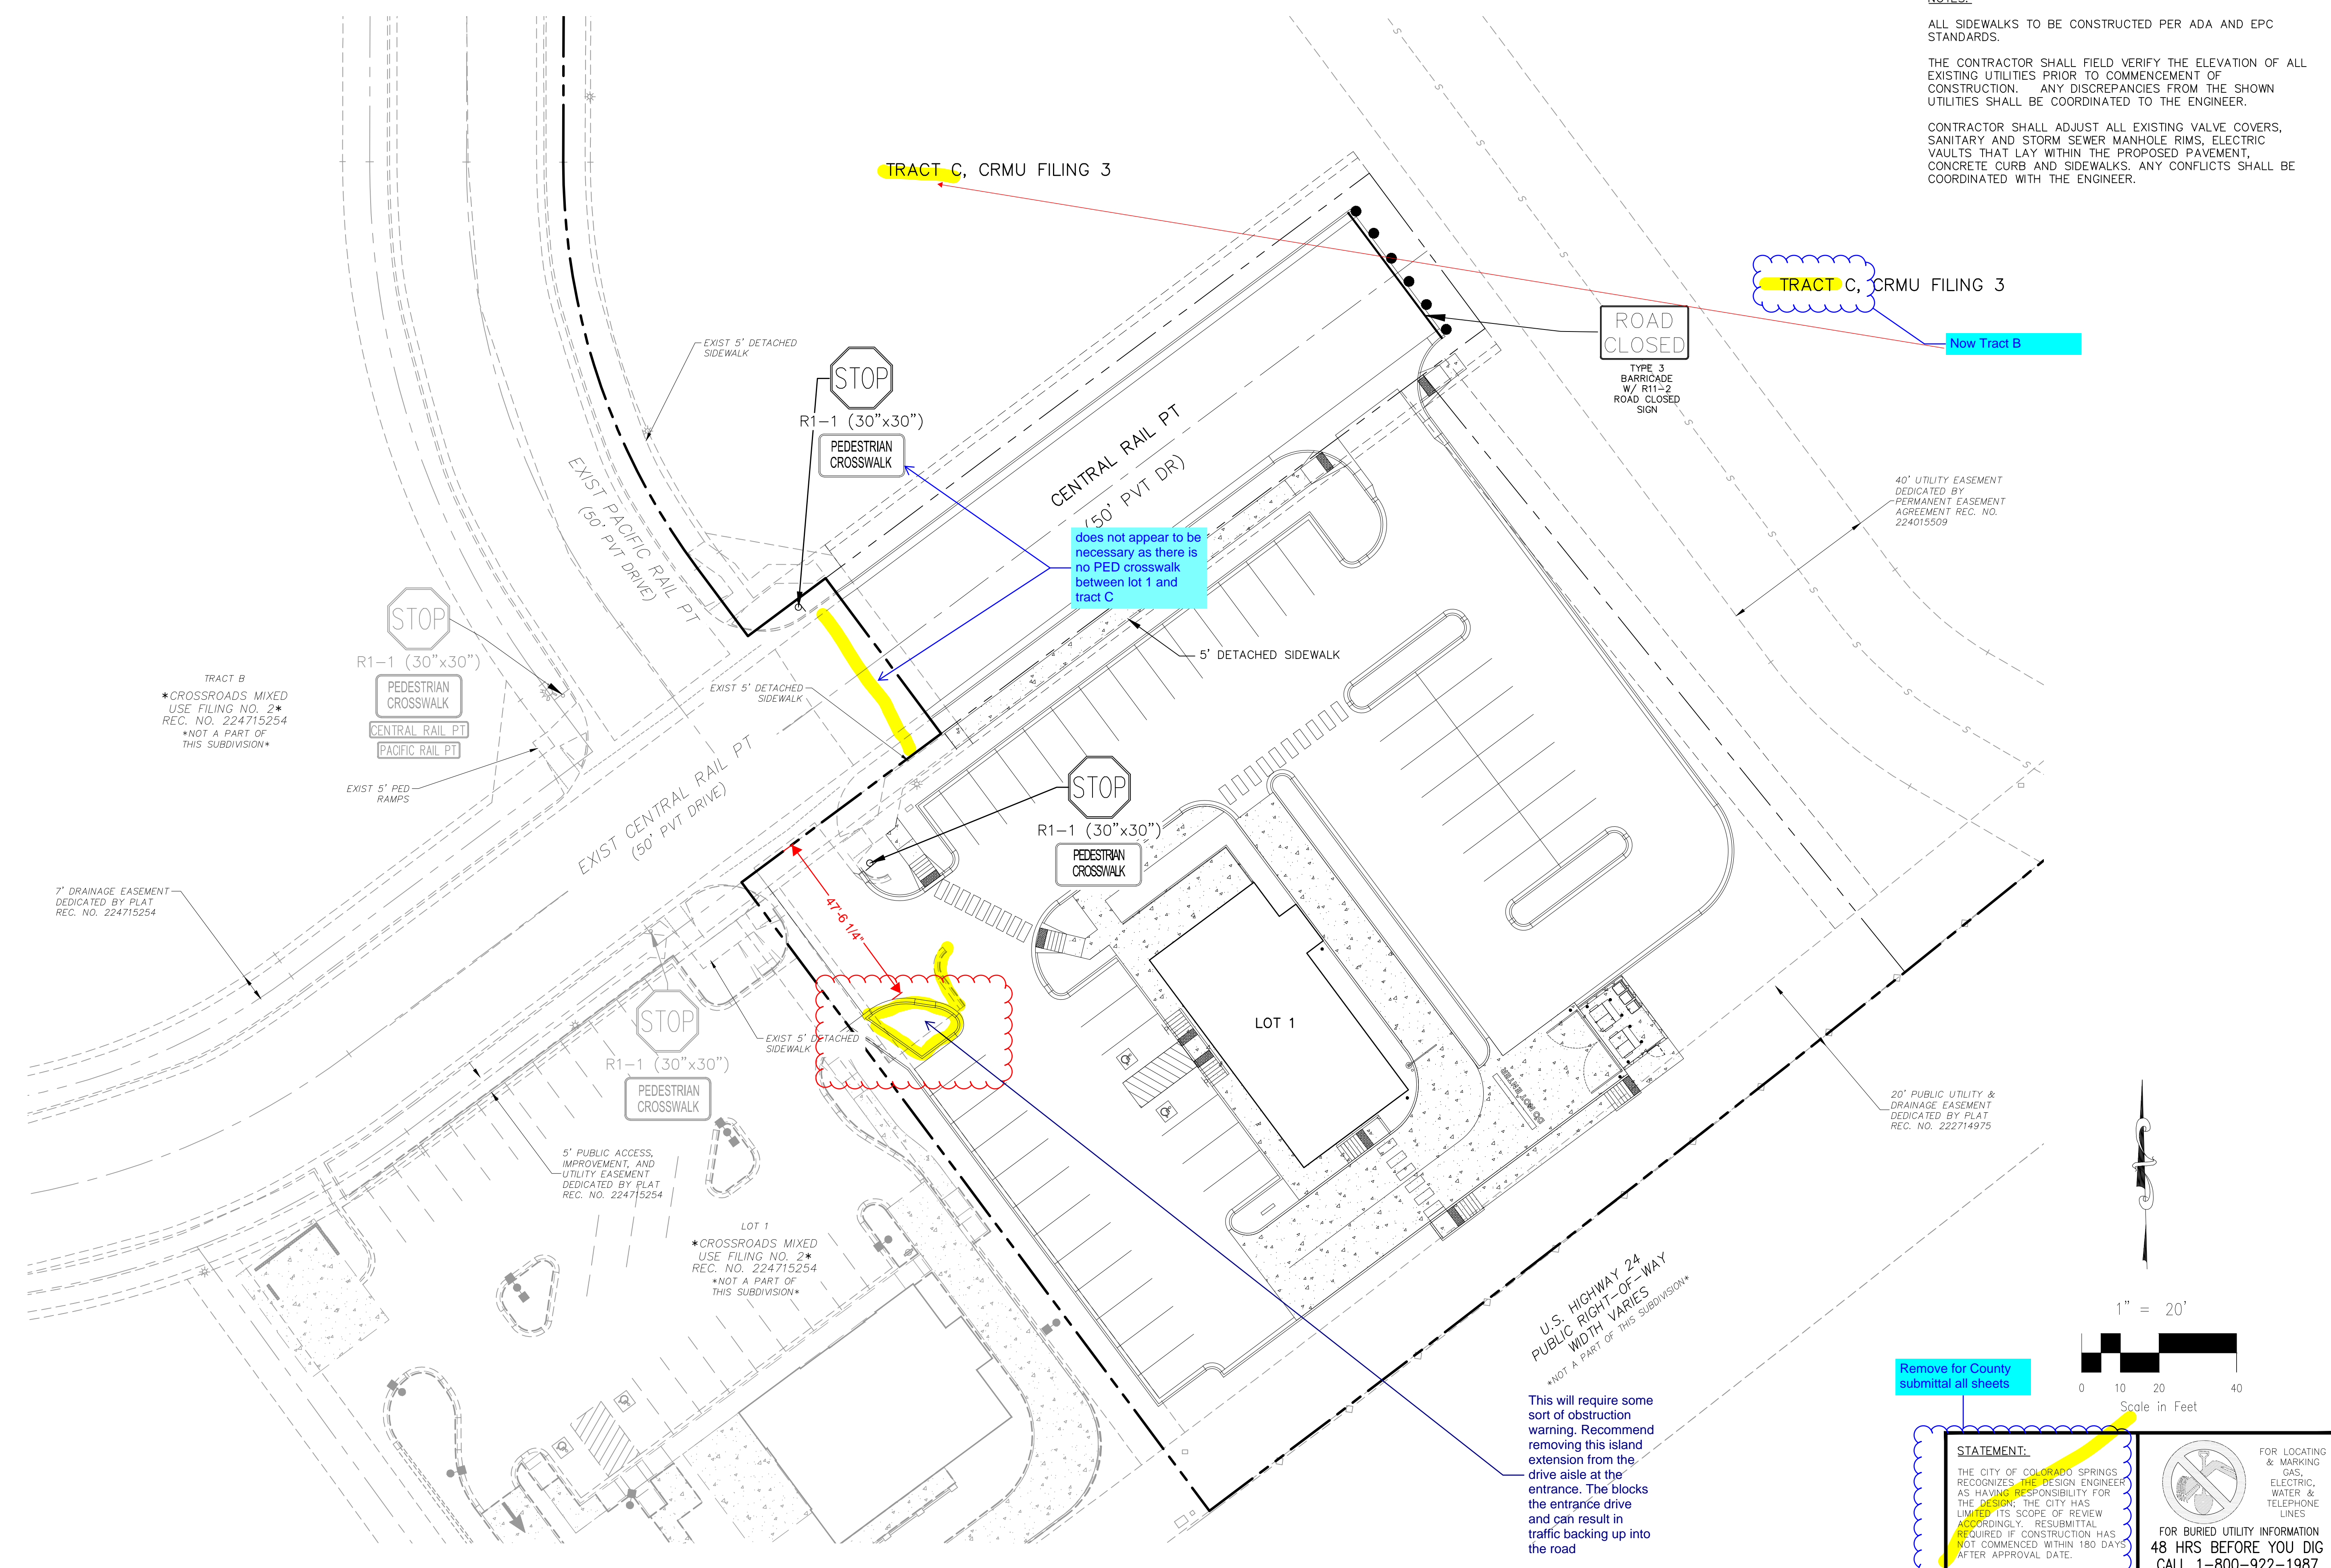 NOTES:
ALL SIDEWALKS TO BE CONSTRUCTED PER ADA AND EPC
STANDARDS.
THE CONTRACTOR SHALL FIELD VERIFY THE ELEVATION OF ALL
EXISTING UTILITIES PRIOR TO COMMENCEMENT OF
CONSTRUCTION. ANY DISCREPANCIES FROM THE SHOWN
UTILITIES SHALL BE COORDINATED TO THE ENGINEER.
CONTRACTOR SHALL ADJUST ALL EXISTING VALVE COVERS,
SANITARY AND STORM SEWER MANHOLE RIMS, ELECTRIC
VAULTS THAT LAY WITHIN THE PROPOSED PAVEMENT,
CONCRETE CURB AND SIDEWALKS. ANY CONFLICTS SHALL BE
COORDINATED WITH THE ENGINEER.
TRACT C, CRMU FILING 3
TRACT C, CRMU FILING 3
Now Tract B
ROAD
CLOSED
TYPE 3
BARRICADE
W/ R11-2
ROAD CLOSED
SIGN
EXIST 5' DETACHED
SIDEWALK
STOP
R1-1 (30"x30")
PEDESTRIAN
CROSSWALK
CENTRAL RAIL PT
(50' PVT DR)
does not appear to be
necessary as there is
no PED crosswalk
between lot 1 and
tract C
40' UTILITY EASEMENT
DEDICATED BY
PERMANENT EASEMENT
AGREEMENT REC. NO.
224015509
EXIST PACIFIC RAIL PT
(50' PVT DRIVE)
STOP
R1-1 (30"x30")
PEDESTRIAN
CROSSWALK
CENTRAL RAIL PT
PACIFIC RAIL PT
TRACT B
*CROSSROADS MIXED
USE FILING NO. 2*
REC. NO. 224715254
*NOT A PART OF
THIS SUBDIVISION*
EXIST 5' PED
RAMPS
5' DETACHED SIDEWALK
EXIST 5' DETACHED
SIDEWALK
EXIST CENTRAL RAIL PT
(50' PVT DRIVE)
STOP
R1-1 (30"x30")
PEDESTRIAN
CROSSWALK
7' DRAINAGE EASEMENT
DEDICATED BY PLAT
REC. NO. 224715254
47'-6 1/4"
STOP
R1-1 (30"x30")
PEDESTRIAN
CROSSWALK
EXIST 5' DETACHED
SIDEWALK
LOT 1
DO NOT ENTER
20' PUBLIC UTILITY &
DRAINAGE EASEMENT
DEDICATED BY PLAT
REC. NO. 222714975
5' PUBLIC ACCESS,
IMPROVEMENT, AND
UTILITY EASEMENT
DEDICATED BY PLAT
REC. NO. 224715254
LOT 1
*CROSSROADS MIXED
USE FILING NO. 2*
REC. NO. 224715254
*NOT A PART OF
THIS SUBDIVISION*
U.S. HIGHWAY 24
PUBLIC RIGHT-OF-WAY
WIDTH VARIES
*NOT A PART OF THIS SUBDIVISION*
This will require some
sort of obstruction
warning. Recommend
removing this island
extension from the
drive aisle at the
entrance. The blocks
the entrance drive
and can result in
traffic backing up into
the road
1" = 20'
0 10 20 40
Scale in Feet
Remove for County
submittal all sheets
STATEMENT:
THE CITY OF COLORADO SPRINGS
RECOGNIZES THE DESIGN ENGINEER
AS HAVING RESPONSIBILITY FOR
THE DESIGN; THE CITY HAS
LIMITED ITS SCOPE OF REVIEW
ACCORDINGLY. RESUBMITTAL
REQUIRED IF CONSTRUCTION HAS
NOT COMMENCED WITHIN 180 DAYS
AFTER APPROVAL DATE.
FOR LOCATING
& MARKING
GAS,
ELECTRIC,
WATER &
TELEPHONE
LINES
FOR BURIED UTILITY INFORMATION
48 HRS BEFORE YOU DIG
CALL 1-800-922-1987